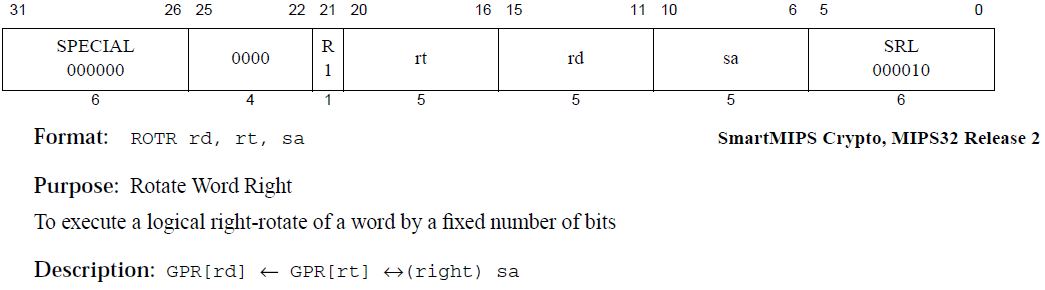 31 26 25 22 21 20 16 15 11 10 6 5 0
SPECIAL
000000
0000
R
1
rt
rd
sa
SRL
000010
6 4 1 5 5 5 6
Format: ROTR rd, rt, sa SmartMIPS Crypto, MIPS32 Release 2
Purpose: Rotate Word Right
To execute a logical right-rotate of a word by a fixed number of bits
Description: GPR[rd] ← GPR[rt] ↔(right) sa